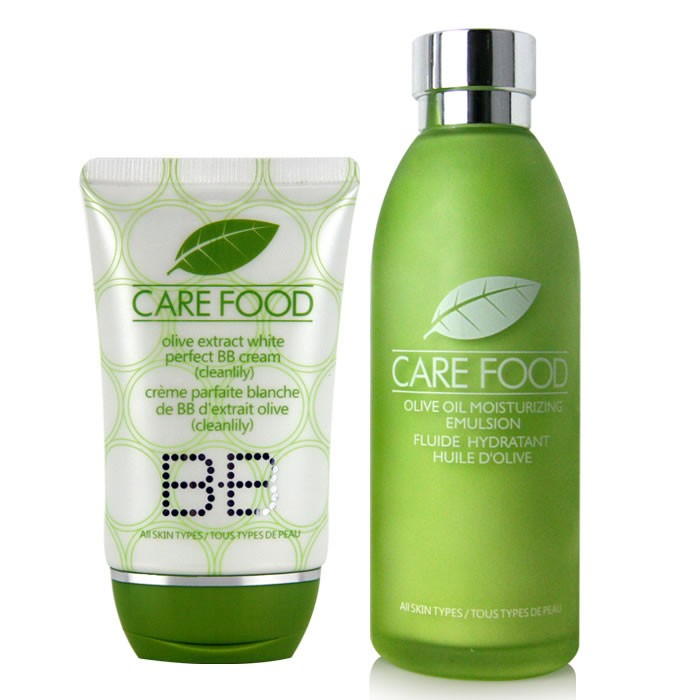 CARE FOOD
olive extract white
perfect BB cream
(cleanlily)
crème parfaite blanche
de BB d'extrait olive
(cleanlily)
B·B
All SKIN TYPES / TOUS TYPES DE PEAU
CARE FOOD
OLIVE OIL MOISTURIZING
EMULSION
FLUIDE HYDRATANT
HUILE D'OLIVE
All SKIN TYPES / TOUS TYPES DE PEAU